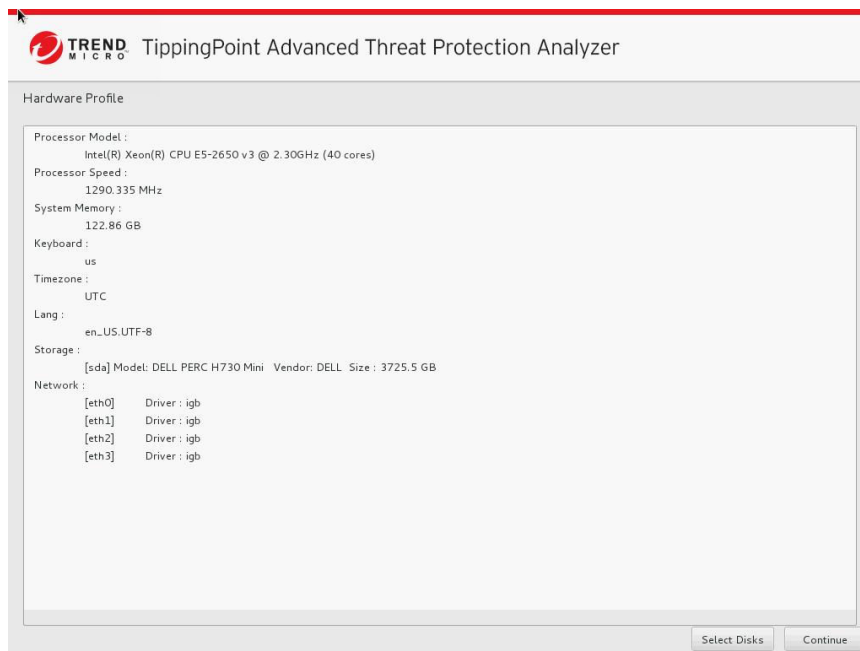 TREND MICRO TippingPoint Advanced Threat Protection Analyzer
Hardware Profile
Processor Model :
Intel(R) Xeon(R) CPU E5-2650 v3 @ 2.30GHz (40 cores)
Processor Speed :
1290.335 MHz
System Memory :
122.86 GB
Keyboard :
us
Timezone :
UTC
Lang :
en_US.UTF-8
Storage :
[sda] Model: DELL PERC H730 Mini Vendor: DELL Size : 3725.5 GB
Network :
[eth0] Driver : igb
[eth1] Driver : igb
[eth2] Driver : igb
[eth3] Driver : igb
Select Disks Continue